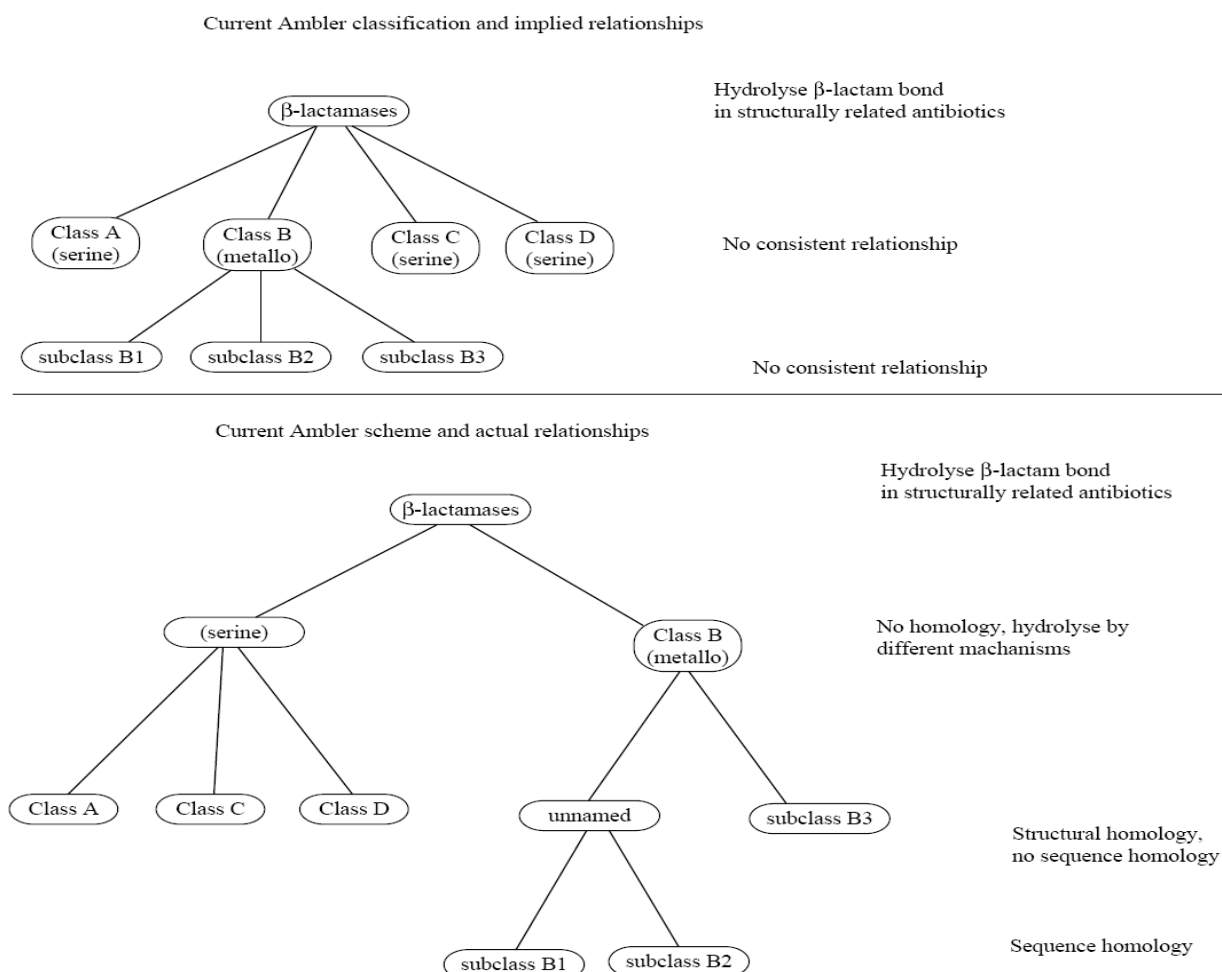 Current Ambler classification and implied relationships
Hydrolyse β-lactam bond
in structurally related antibiotics
β-lactamases
Class A
(serine)
Class B
(metallo)
Class C
(serine)
Class D
(serine)
No consistent relationship
subclass B1
subclass B2
subclass B3
No consistent relationship
Current Ambler scheme and actual relationships
Hydrolyse β-lactam bond
in structurally related antibiotics
β-lactamases
(serine)
Class B
(metallo)
No homology, hydrolyse by
different machanisms
Class A
Class C
Class D
unnamed
subclass B3
Structural homology,
no sequence homology
subclass B1
subclass B2
Sequence homology